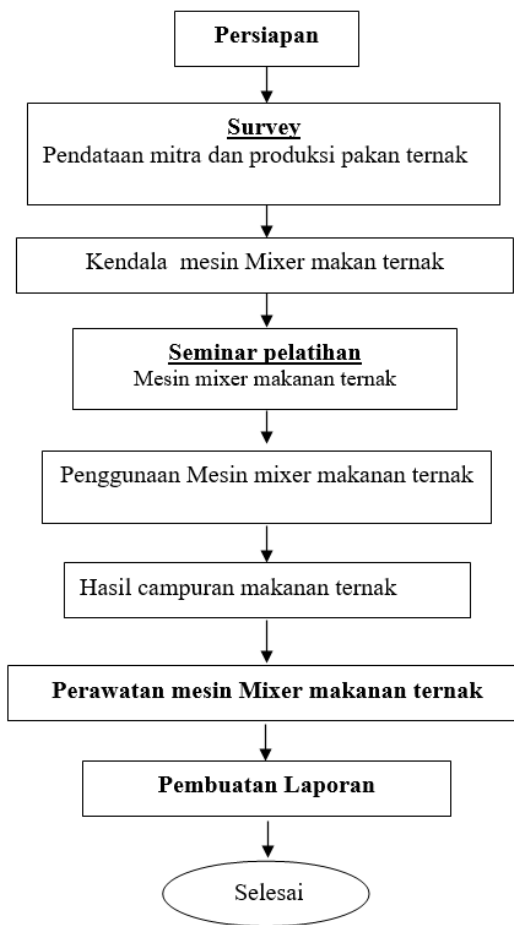 Persiapan
Survey
Pendataan mitra dan produksi pakan ternak
Kendala mesin Mixer makan ternak
Seminar pelatihan
Mesin mixer makanan ternak
Penggunaan Mesin mixer makanan ternak
Hasil campuran makanan ternak
Perawatan mesin Mixer makanan ternak
Pembuatan Laporan
Selesai